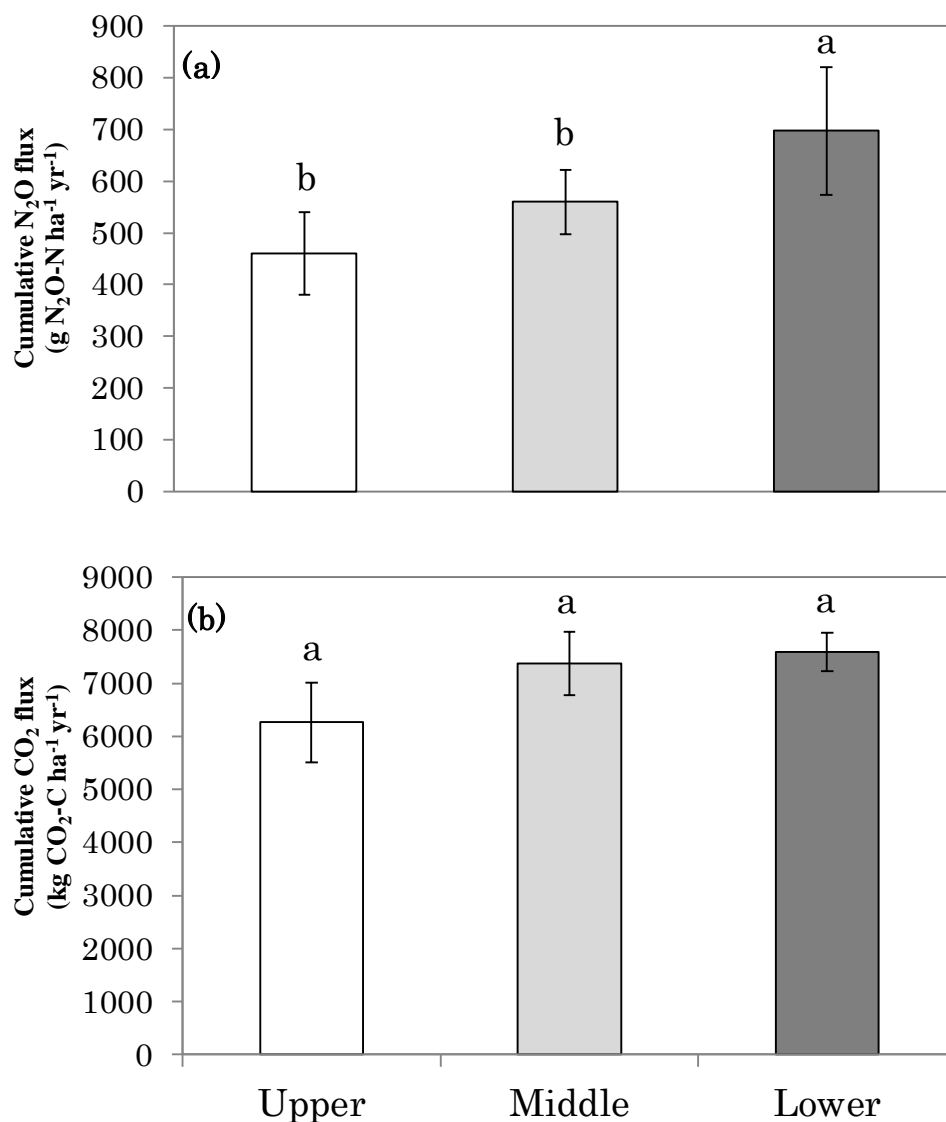 900
800
700
600
500
400
300
200
100
0
Cumulative N₂O flux
(g N₂O-N ha⁻¹ yr⁻¹)
(a)
b
b
a
9000
8000
7000
6000
5000
4000
3000
2000
1000
0
Cumulative CO₂ flux
(kg CO₂-C ha⁻¹ yr⁻¹)
(b)
a
a
a
Upper Middle Lower